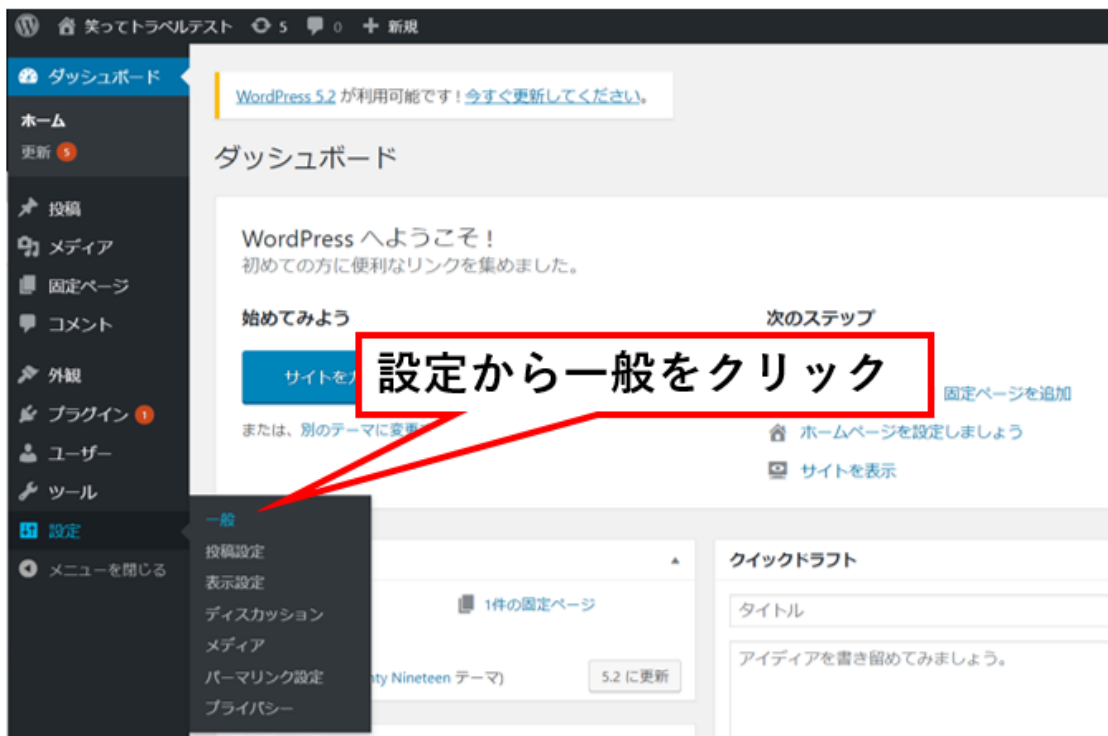 笑ってトラベルテスト 5 0 新規
ダッシュボード
ホーム
更新 5
投稿
メディア
固定ページ
コメント
外観
プラグイン 1
ユーザー
ツール
設定
メニューを閉じる
一般
投稿設定
表示設定
ディスカッション
メディア
パーマリンク設定
プライバシー
WordPress 5.2 が利用可能です ! 今すぐ更新してください。
ダッシュボード
WordPress へようこそ !
初めての方に便利なリンクを集めました。
始めてみよう
サイトを
または、別のテーマに変更
設定から一般をクリック
次のステップ
固定ページを追加
ホームページを設定しましょう
サイトを表示
1件の固定ページ
Nineteen テーマ)
5.2 に更新
クイックドラフト
タイトル
アイディアを書き留めてみましょう。